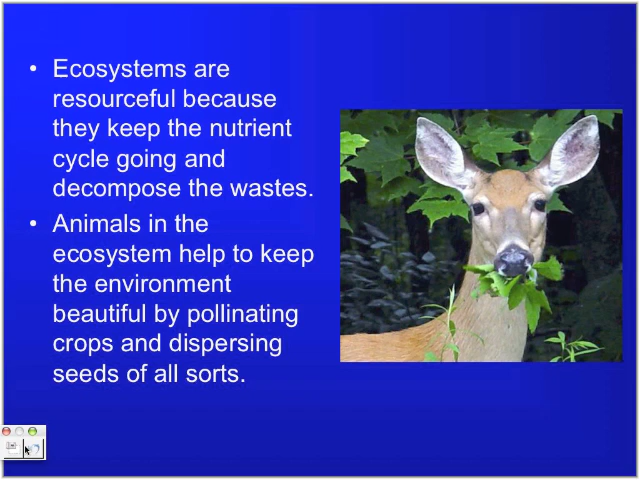 • Ecosystems are
resourceful because
they keep the nutrient
cycle going and
decompose the wastes.
• Animals in the
ecosystem help to keep
the environment
beautiful by pollinating
crops and dispersing
seeds of all sorts.